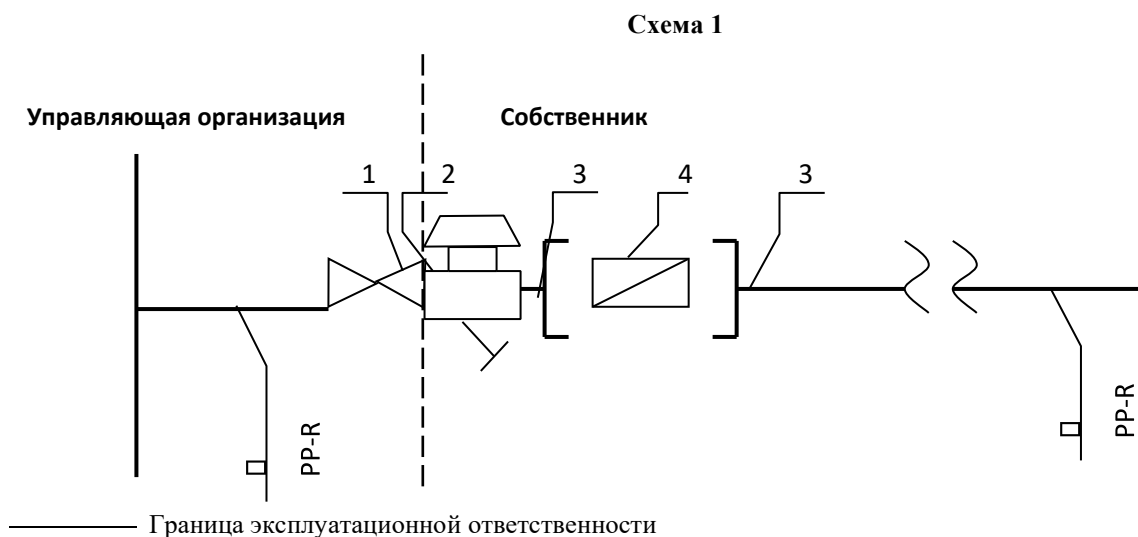 Схема 1
Управляющая организация
Собственник
1
2
3
4
3
PP-R
PP-R
Граница эксплуатационной ответственности